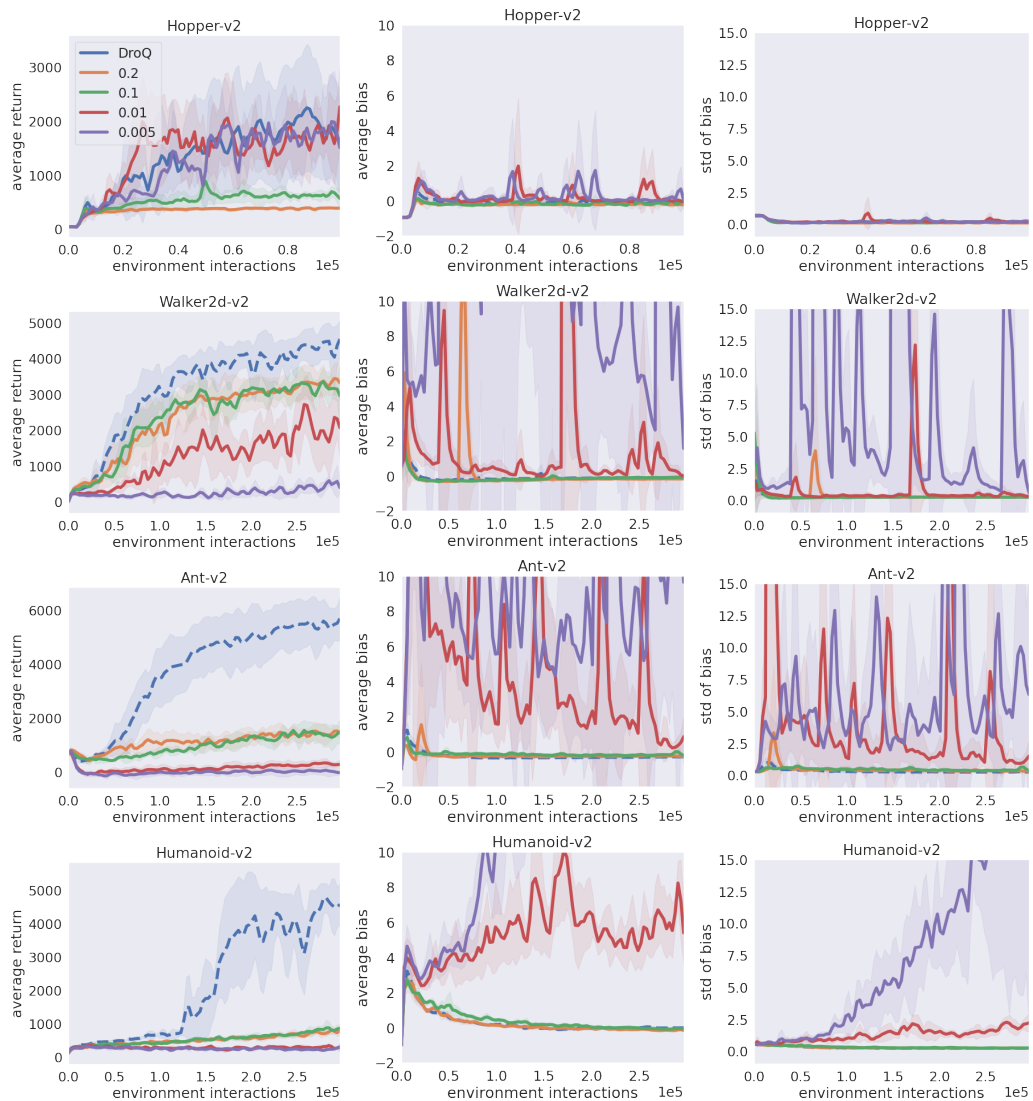 Hopper-v2
average return
3000
2000
1000
0
DroQ
0.2
0.1
0.01
0.005
0.0 0.2 0.4 0.6 0.8
environment interactions 1e5
Hopper-v2
average bias
10
8
6
4
2
0
−2
0.2 0.4 0.6 0.8
environment interactions 1e5
Hopper-v2
std of bias
15.0
12.5
10.0
7.5
5.0
2.5
0.0
0.2 0.4 0.6 0.8
environment interactions 1e5
Walker2d-v2
average return
5000
4000
3000
2000
1000
0
0.0 0.5 1.0 1.5 2.0 2.5
environment interactions 1e5
Walker2d-v2
average bias
10
8
6
4
2
0
−2
0.0 0.5 1.0 1.5 2.0 2.5
environment interactions 1e5
Walker2d-v2
std of bias
15.0
12.5
10.0
7.5
5.0
2.5
0.0
0.0 0.5 1.0 1.5 2.0 2.5
environment interactions 1e5
Ant-v2
average return
6000
4000
2000
0
0.0 0.5 1.0 1.5 2.0 2.5
environment interactions 1e5
Ant-v2
average bias
10
8
6
4
2
0
−2
0.0 0.5 1.0 1.5 2.0 2.5
environment interactions 1e5
Ant-v2
std of bias
15.0
12.5
10.0
7.5
5.0
2.5
0.0
0.0 0.5 1.0 1.5 2.0 2.5
environment interactions 1e5
Humanoid-v2
average return
5000
4000
3000
2000
1000
0
0.0 0.5 1.0 1.5 2.0 2.5
environment interactions 1e5
Humanoid-v2
average bias
10
8
6
4
2
0
−2
0.0 0.5 1.0 1.5 2.0 2.5
environment interactions 1e5
Humanoid-v2
std of bias
15.0
12.5
10.0
7.5
5.0
2.5
0.0
0.0 0.5 1.0 1.5 2.0 2.5
environment interactions 1e5